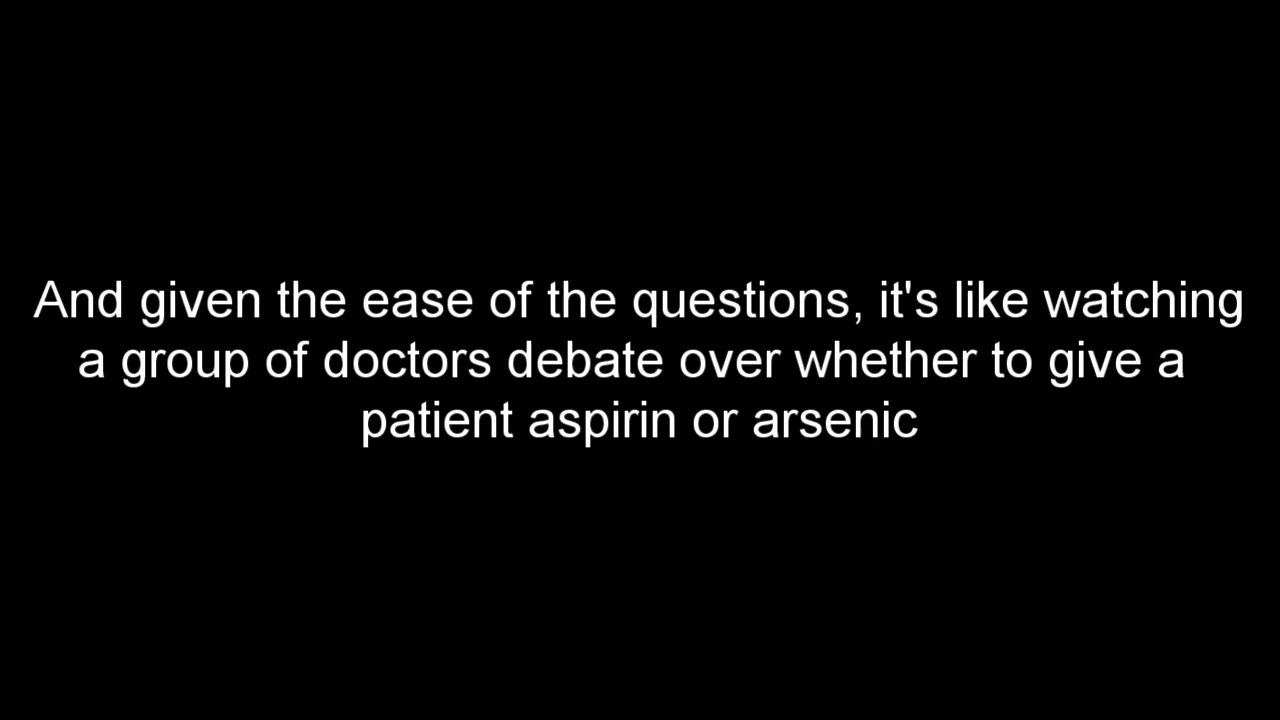 And given the ease of the questions, it's like watching
a group of doctors debate over whether to give a
patient aspirin or arsenic